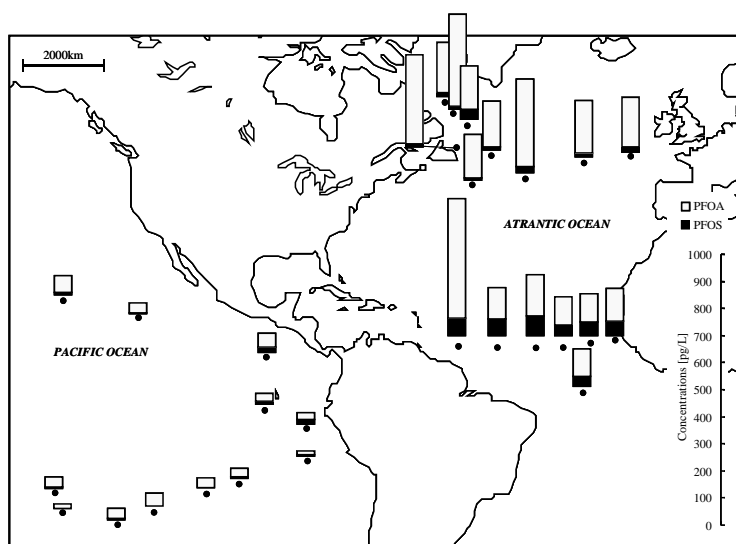 2000km
PFOA
ATRANTIC OCEAN
PFOS
1000
900
800
700
PACIFIC OCEAN
600
500
400
300
200
100
0
Concentrations [pg/L]